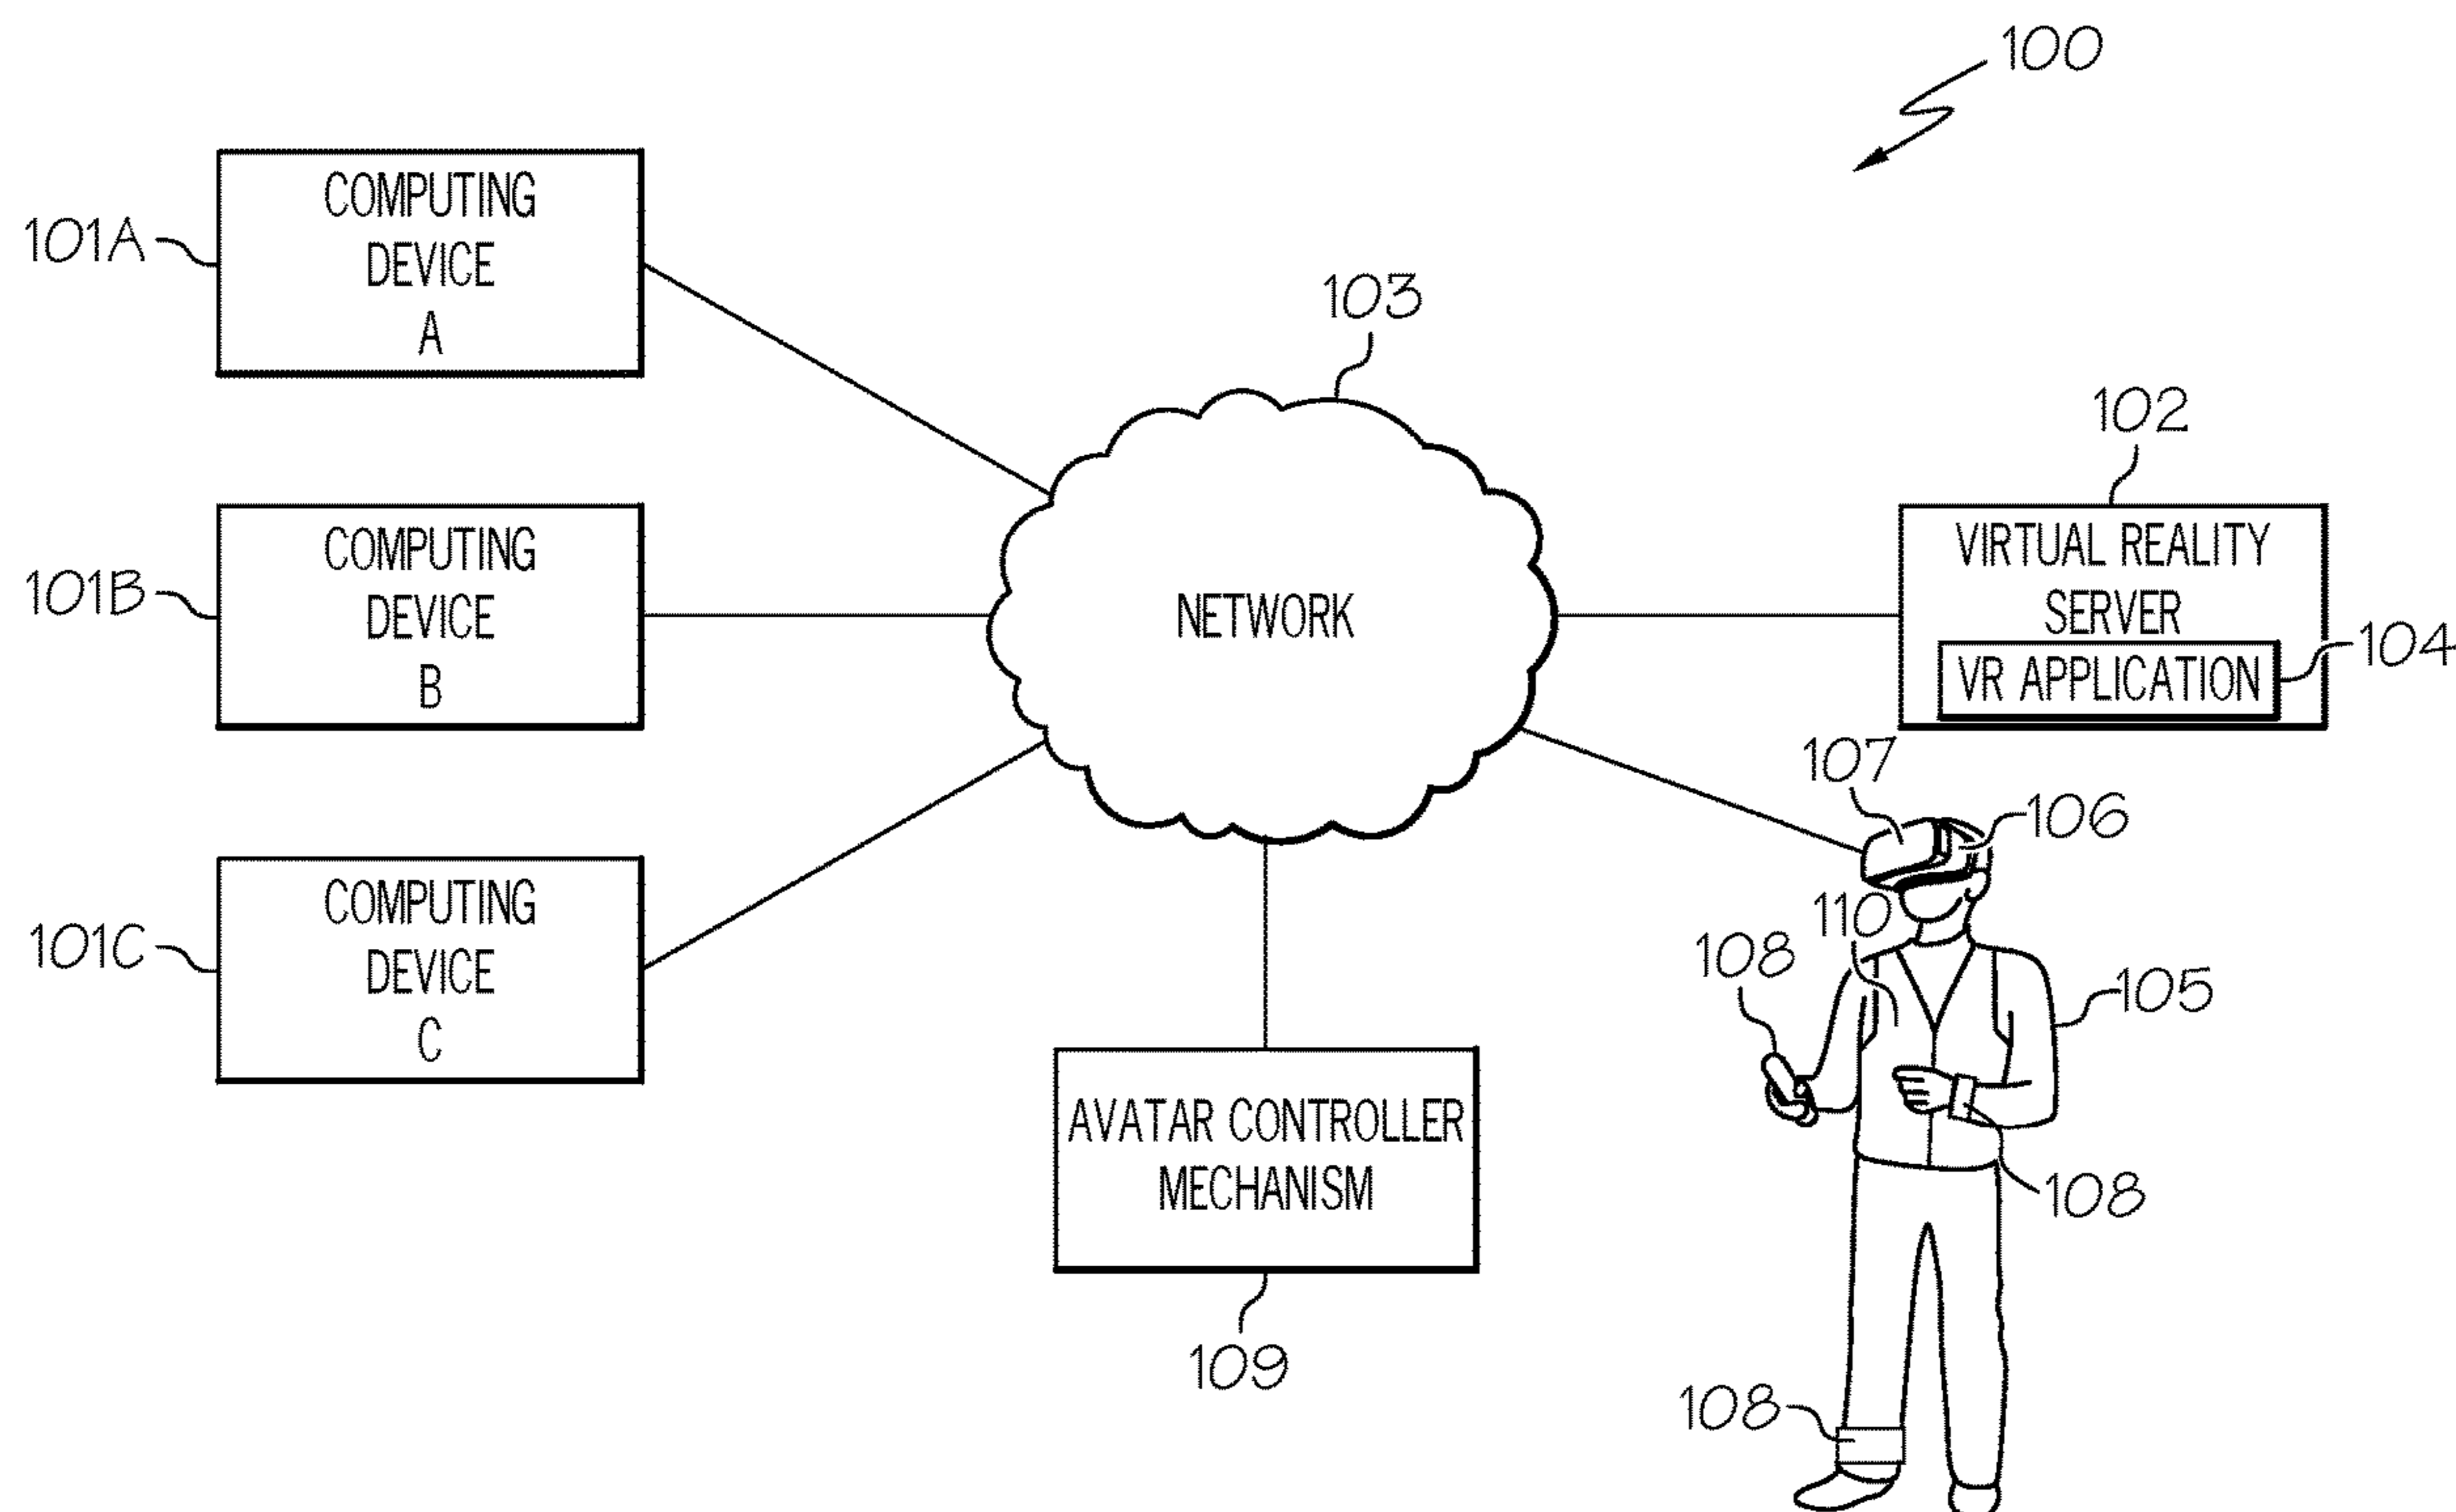 100
COMPUTING
DEVICE
A
101A
103
102
COMPUTING
DEVICE
B
101B
NETWORK
VIRTUAL REALITY
SERVER
VR APPLICATION
104
107
106
COMPUTING
DEVICE
C
101C
110
108
105
AVATAR CONTROLLER
MECHANISM
108
109
108